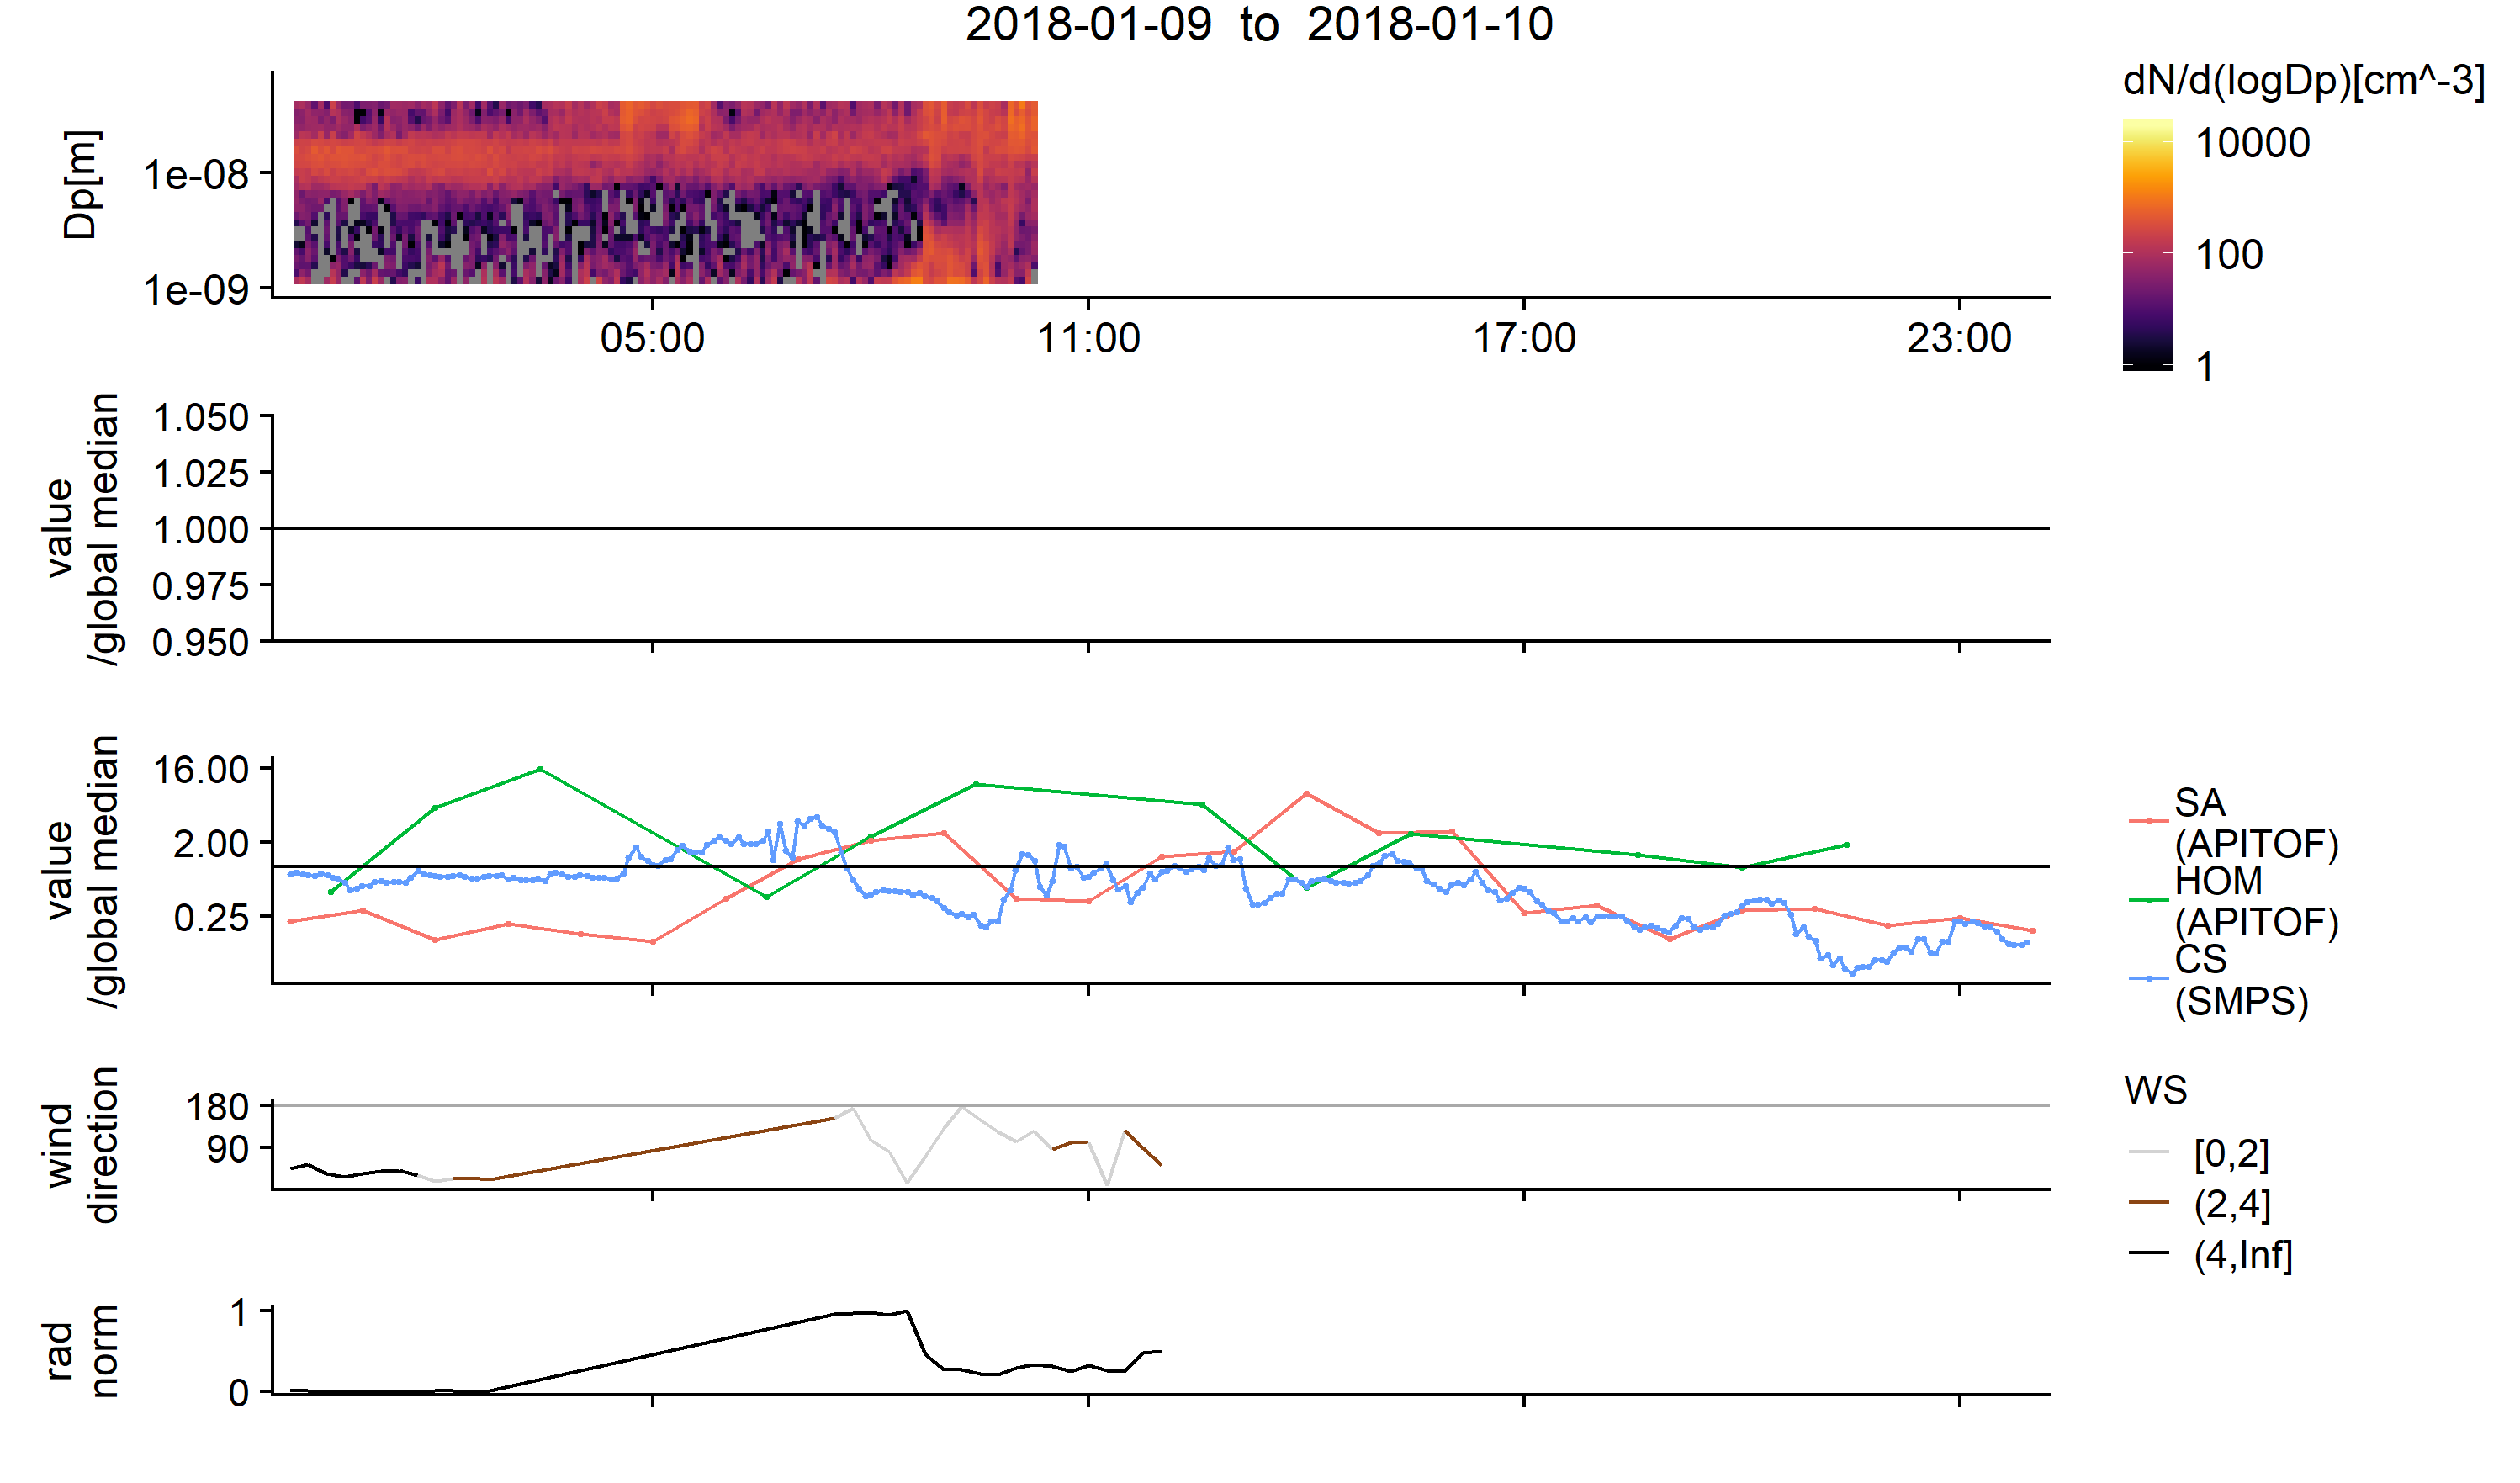 2018-01-09 to 2018-01-10
Dp[m]
1e-08
1e-09
05:00
11:00
17:00
23:00
dN/d(logDp)[cm^-3]
10000
100
1
value
/global median
1.050
1.025
1.000
0.975
0.950
value
/global median
16.00
2.00
0.25
SA
(APITOF)
HOM
(APITOF)
CS
(SMPS)
wind
direction
180
90
WS
[0,2]
(2,4]
(4,Inf]
rad
norm
1
0